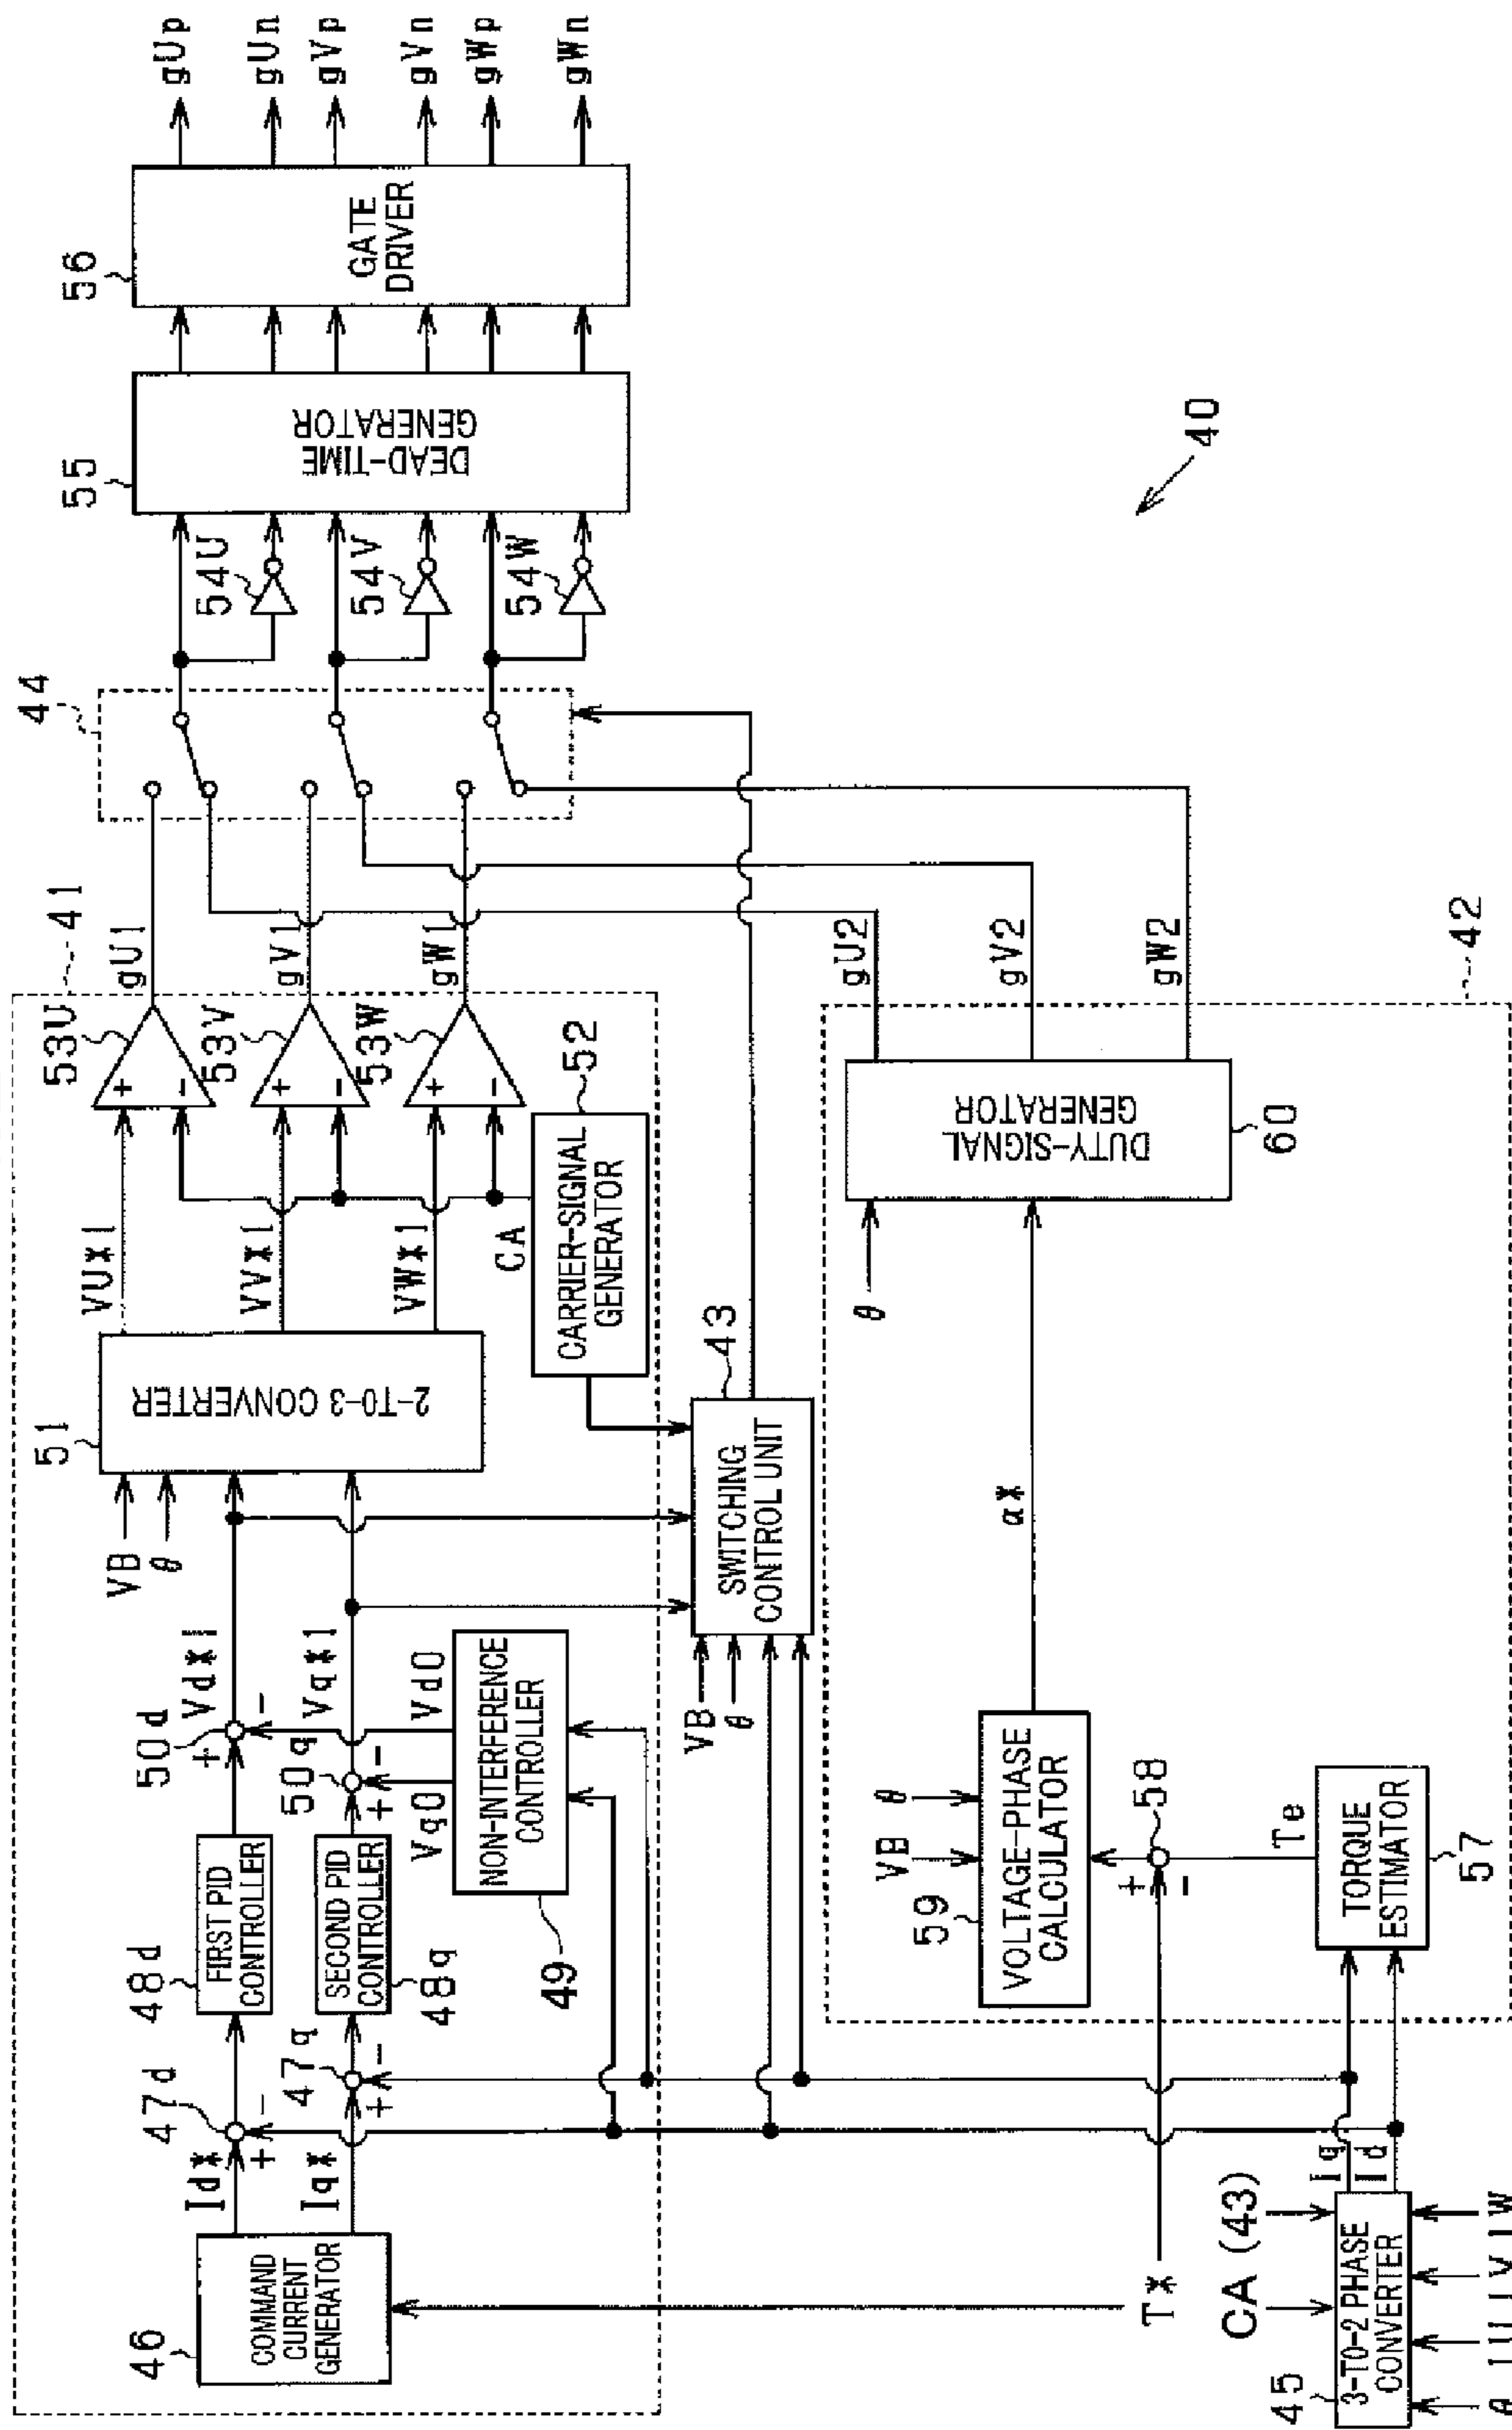 gUp
gUn
gVp
gVn
gWp
gWn
56
GATE
DRIVER
55
DEAD-TIME
GENERATOR
54U
54V
54W
40
44
41
gU1
gV1
gW1
53U
53V
53W
+
-
+
-
+
-
52
CARRIER-SIGNAL
GENERATOR
CA
VU*1
VV*1
VW*1
51
2-TO-3 CONVERTER
VB
θ
43
SWITCHING
CONTROL UNIT
VB
θ
Vd*1
Vq*1
50d
+
-
50q
+
-
Vd0
Vq0
NON-INTERFERENCE
CONTROLLER
49
48d
FIRST PID
CONTROLLER
SECOND PID
CONTROLLER
48q
47d
+
-
47q
+
-
Id*
Iq*
46
COMMAND
CURRENT
GENERATOR
42
gU2
gV2
gW2
DUTY-SIGNAL
GENERATOR
60
θ
α*
VB
θ
59
VOLTAGE-PHASE
CALCULATOR
58
+
-
Te
TORQUE
ESTIMATOR
57
T*
Iq
Id
CA (43)
45
3-TO-2 PHASE
CONVERTER
θ IU IV IW